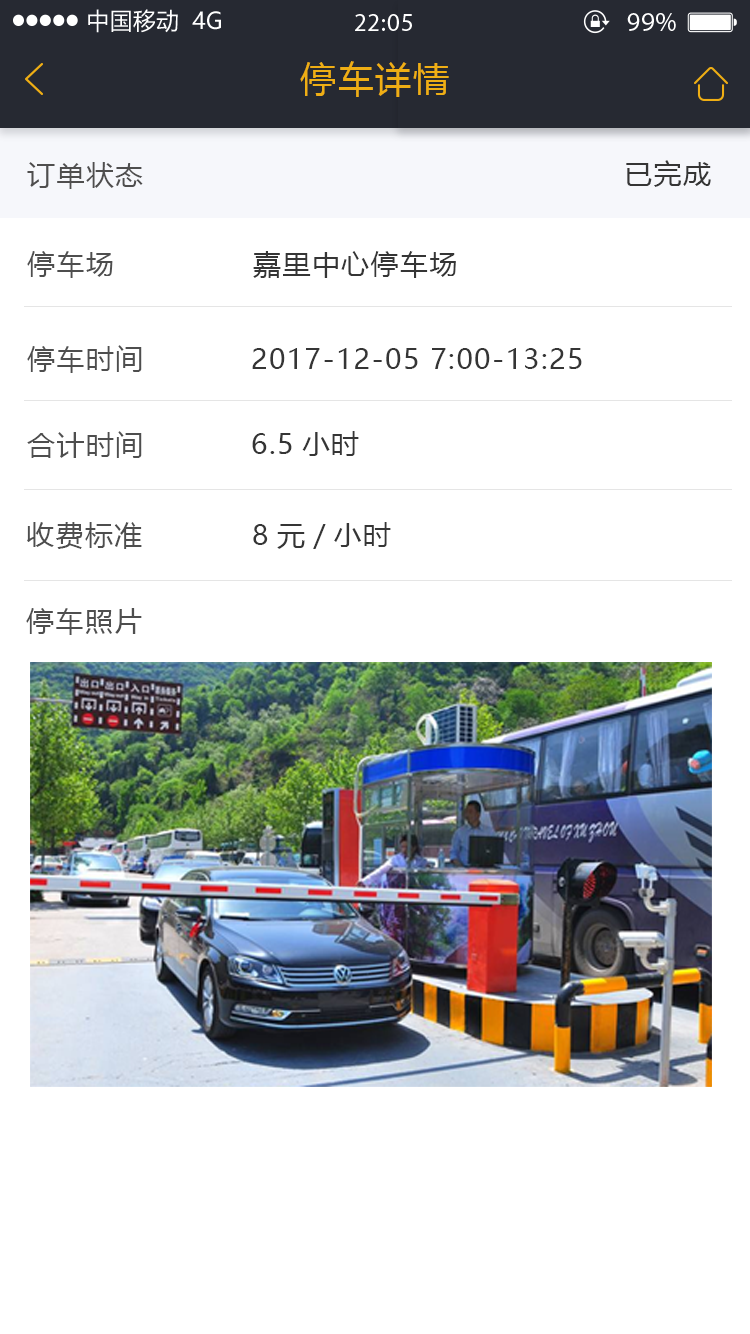 中国移动 4G 22:05 99%
停车详情
订单状态 已完成
停车场 嘉里中心停车场
停车时间 2017-12-05 7:00-13:25
合计时间 6.5 小时
收费标准 8 元 / 小时
停车照片
出口 出口 入口